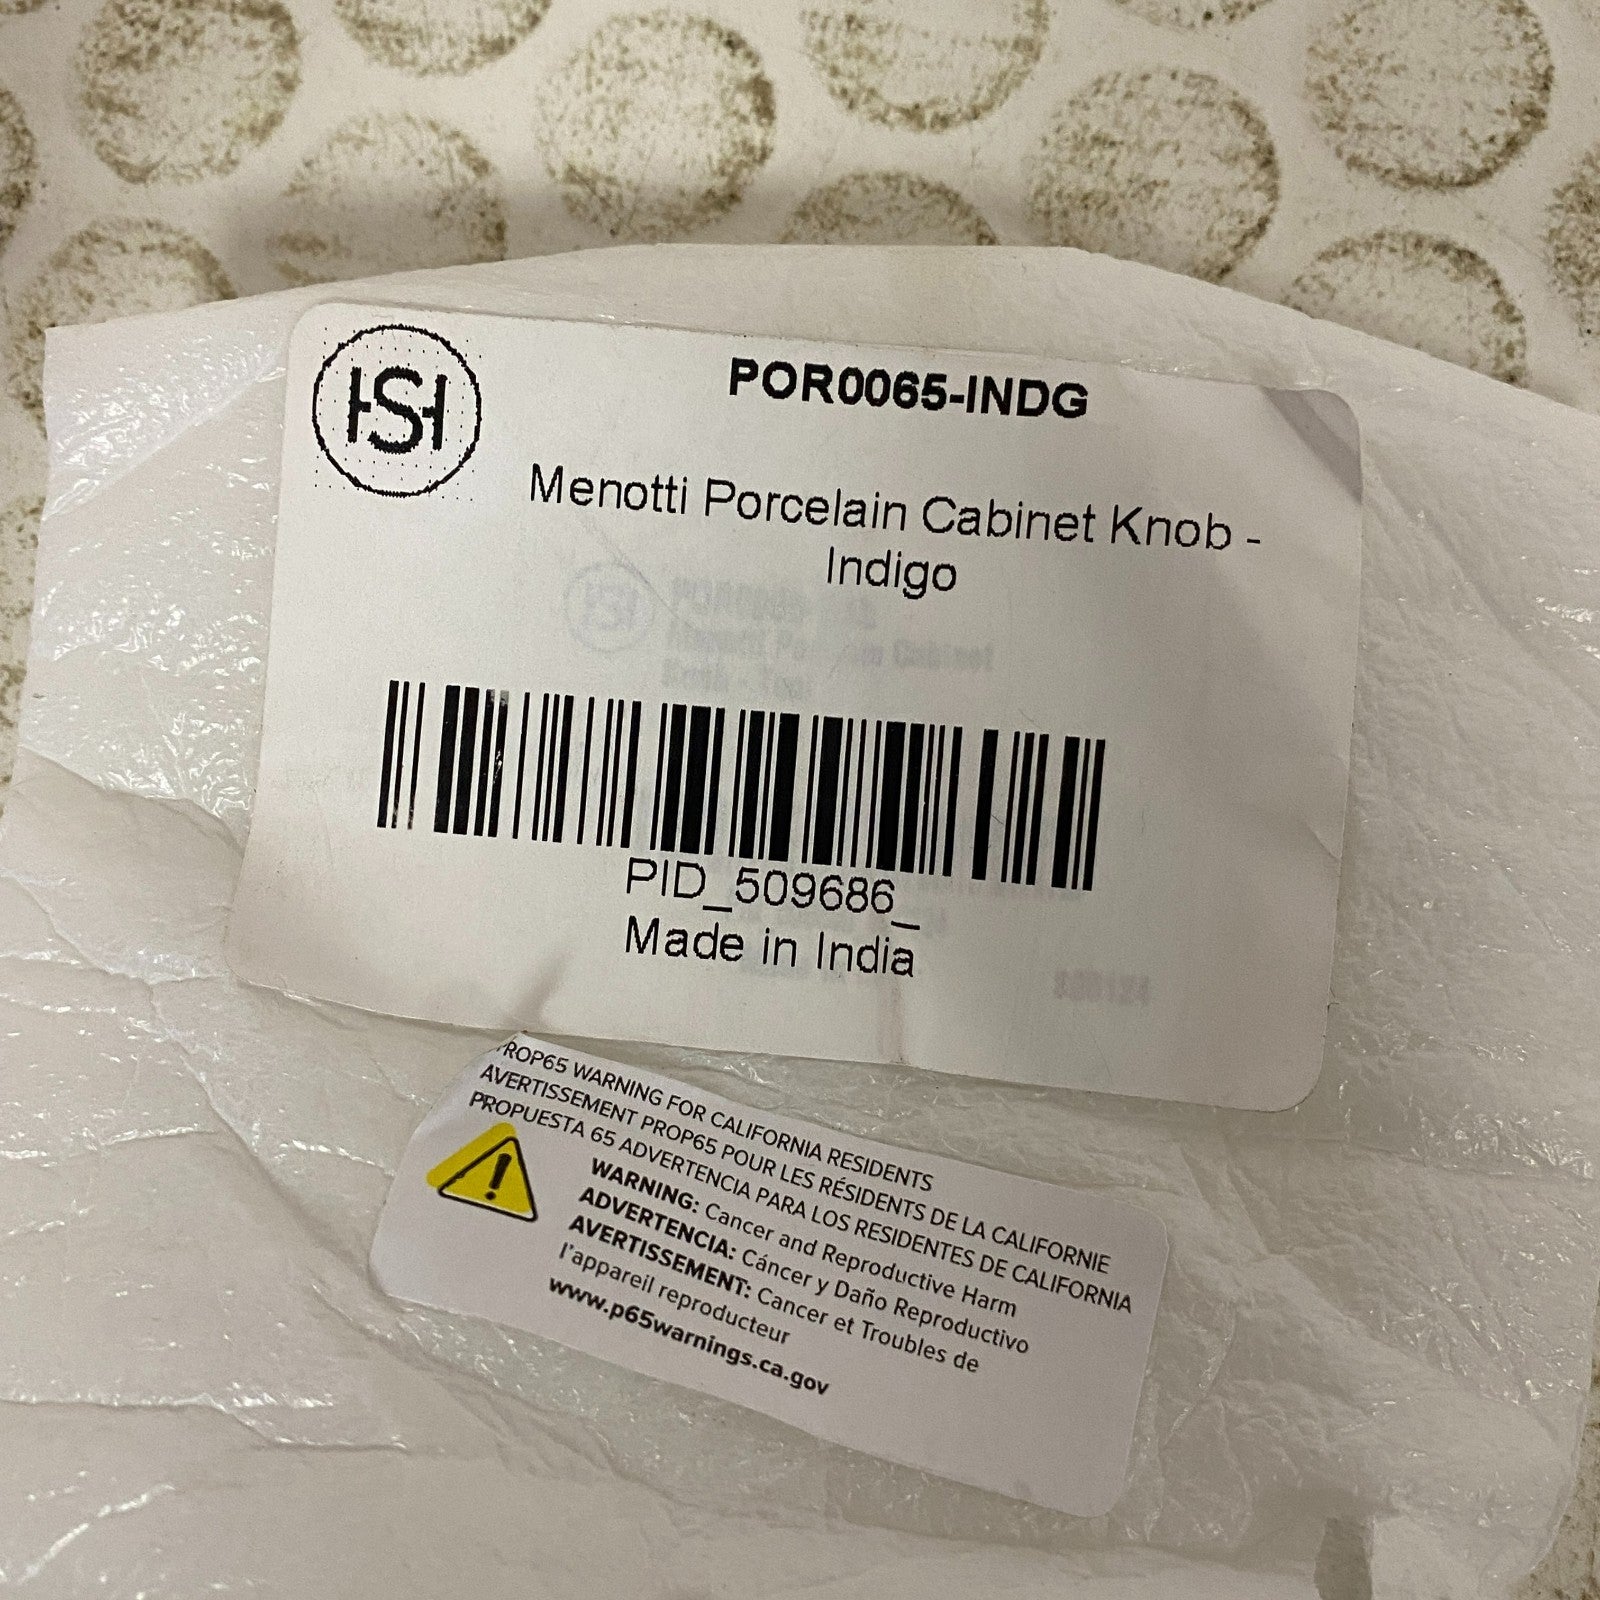 HSH
POR0065-INDG
Menotti Porcelain Cabinet Knob -
Indigo
PID_509686_
Made in India
PROP65 WARNING FOR CALIFORNIA RESIDENTS
AVERTISSEMENT PROP65 POUR LES RÉSIDENTS DE LA CALIFORNIE
PROPUESTA 65 ADVERTENCIA PARA LOS RESIDENTES DE CALIFORNIA
WARNING: Cancer and Reproductive Harm
ADVERTENCIA: Cáncer y Daño Reproductivo
AVERTISSEMENT: Cancer et Troubles de
l'appareil reproducteur
www.p65warnings.ca.gov